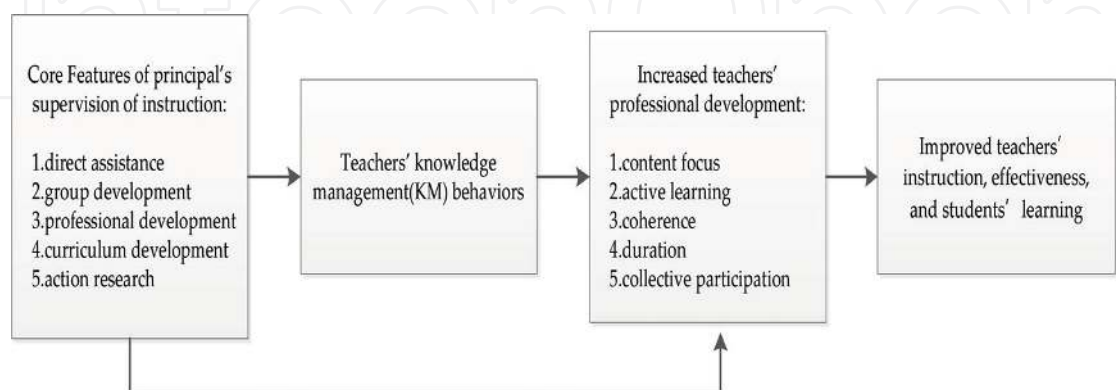 Core Features of principal's
supervision of instruction:
1.direct assistance
2.group development
3.professional development
4.curriculum development
5.action research
Teachers' knowledge
management(KM) behaviors
Increased teachers'
professional development:
1.content focus
2.active learning
3.coherence
4.duration
5.collective participation
Improved teachers'
instruction, effectiveness,
and students' learning